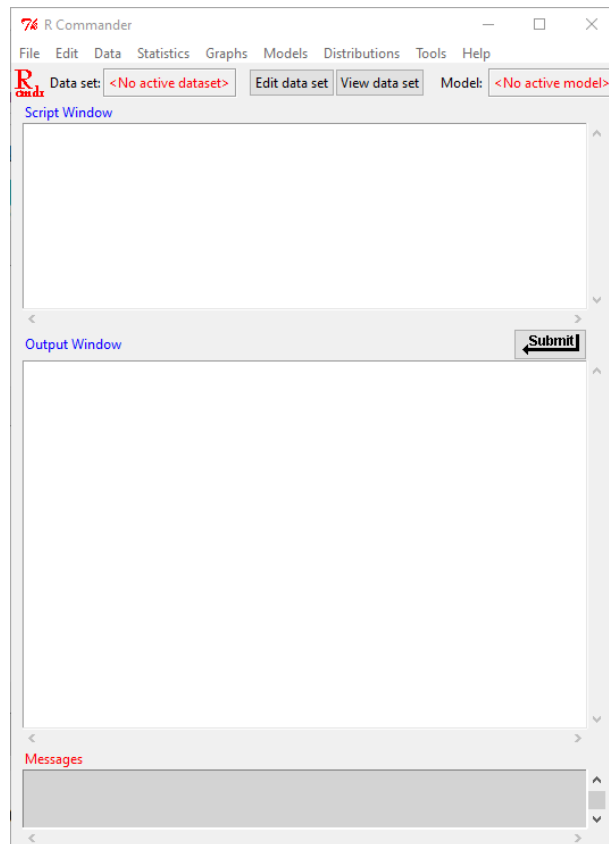 R Commander
File Edit Data Statistics Graphs Models Distributions Tools Help
R cmdr Data set: <No active dataset> Edit data set View data set Model: <No active model>
Script Window
Output Window Submit
Messages